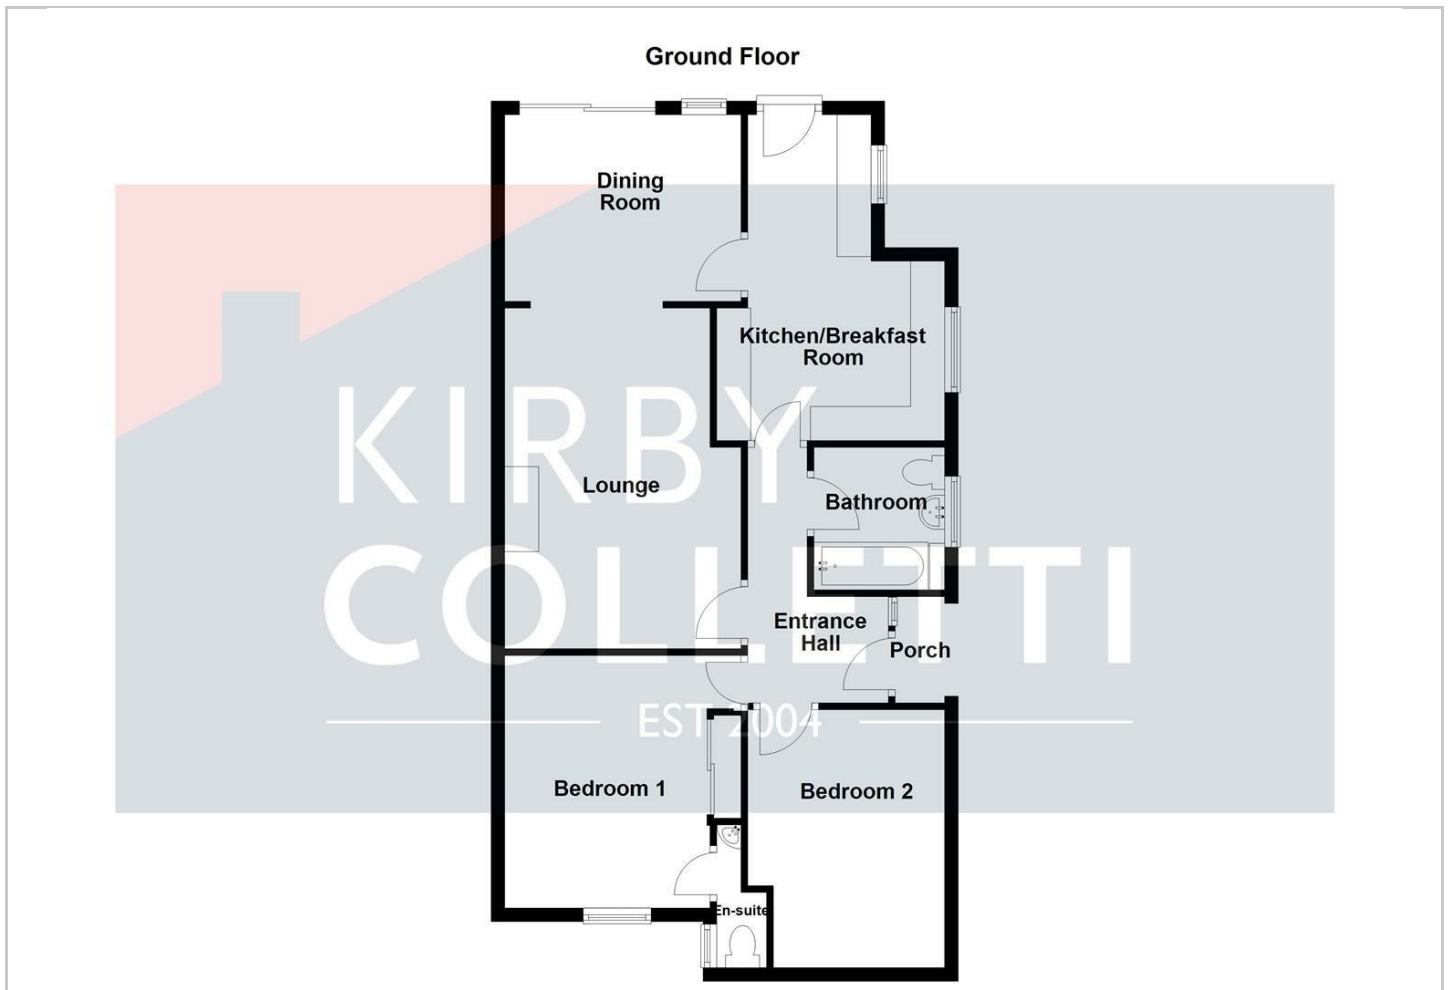 Ground Floor
Dining
Room
Kitchen/Breakfast
Room
KIRBY
Lounge
Bathroom
COLLETTI
Entrance
Hall
Porch
EST 2004
Bedroom 1
Bedroom 2
En-suite